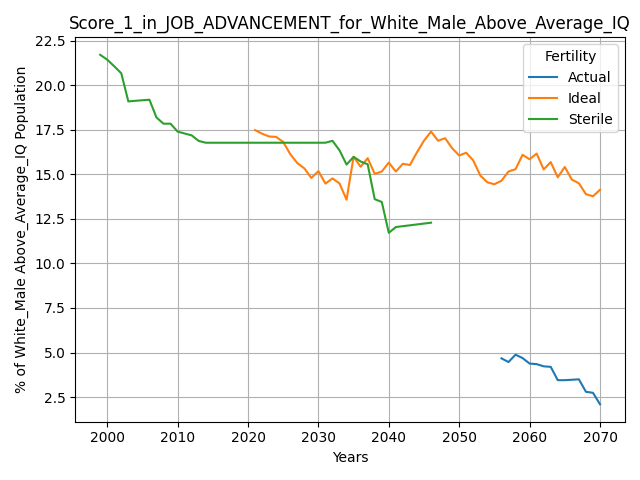 Score_1_in_JOB_ADVANCEMENT_for_White_Male_Above_Average_IQ
% of White_Male Above_Average_IQ Population
22.5
20.0
17.5
15.0
12.5
10.0
7.5
5.0
2.5
Fertility
Actual
Ideal
Sterile
2000 2010 2020 2030 2040 2050 2060 2070
Years